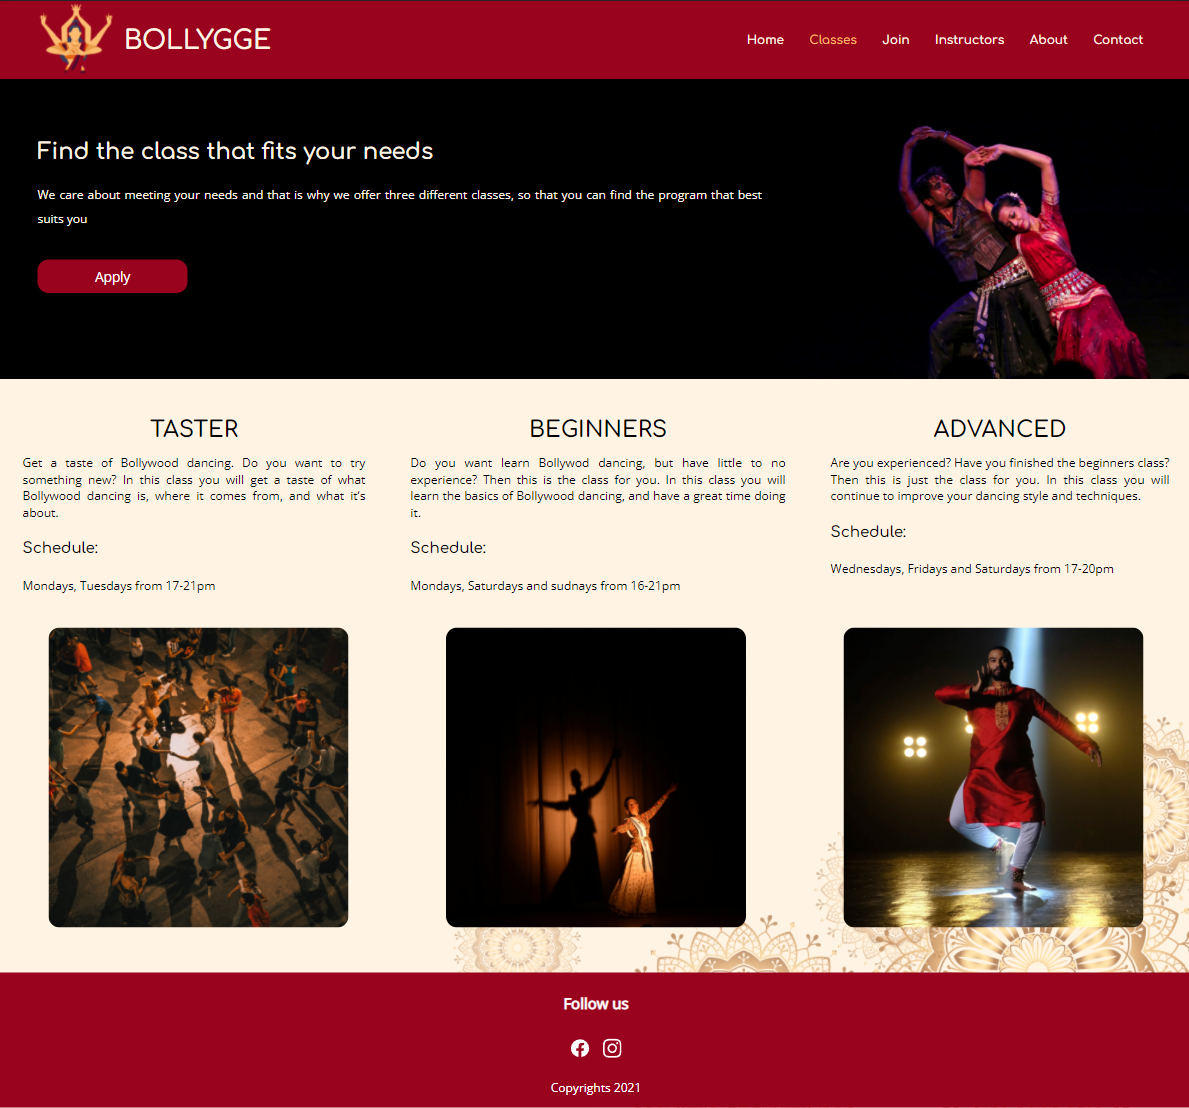 BOLLYGGE
Home Classes Join Instructors About Contact
Find the class that fits your needs
We care about meeting your needs and that is why we offer three different classes, so that you can find the program that best
suits you
Apply
TASTER
Get a taste of Bollywood dancing. Do you want to try
something new? In this class you will get a taste of what
Bollywood dancing is, where it comes from, and what it's
about.
Schedule:
Mondays, Tuesdays from 17-21pm
BEGINNERS
Do you want learn Bollywod dancing, but have little to no
experience? Then this is the class for you. In this class you will
learn the basics of Bollywood dancing, and have a great time doing
it.
Schedule:
Mondays, Saturdays and sudnays from 16-21pm
ADVANCED
Are you experienced? Have you finished the beginners class?
Then this is just the class for you. In this class you will
continue to improve your dancing style and techniques.
Schedule:
Wednesdays, Fridays and Saturdays from 17-20pm
Follow us
Copyrights 2021